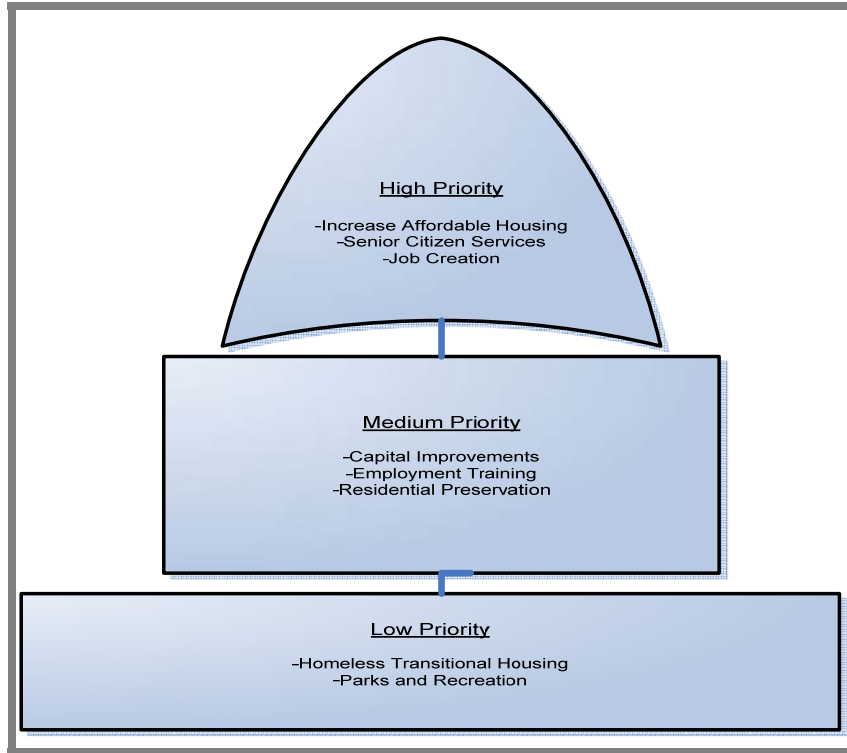 High Priority
-Increase Affordable Housing
-Senior Citizen Services
-Job Creation
Medium Priority
-Capital Improvements
-Employment Training
-Residential Preservation
Low Priority
-Homeless Transitional Housing
-Parks and Recreation